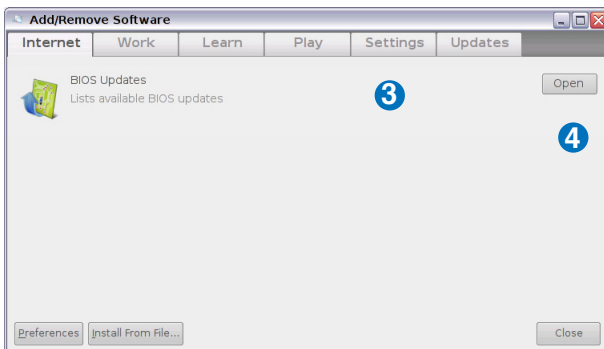 Add/Remove Software
Internet Work Learn Play Settings Updates
BIOS Updates
Lists available BIOS updates
3
Open
4
Preferences Install From File... Close